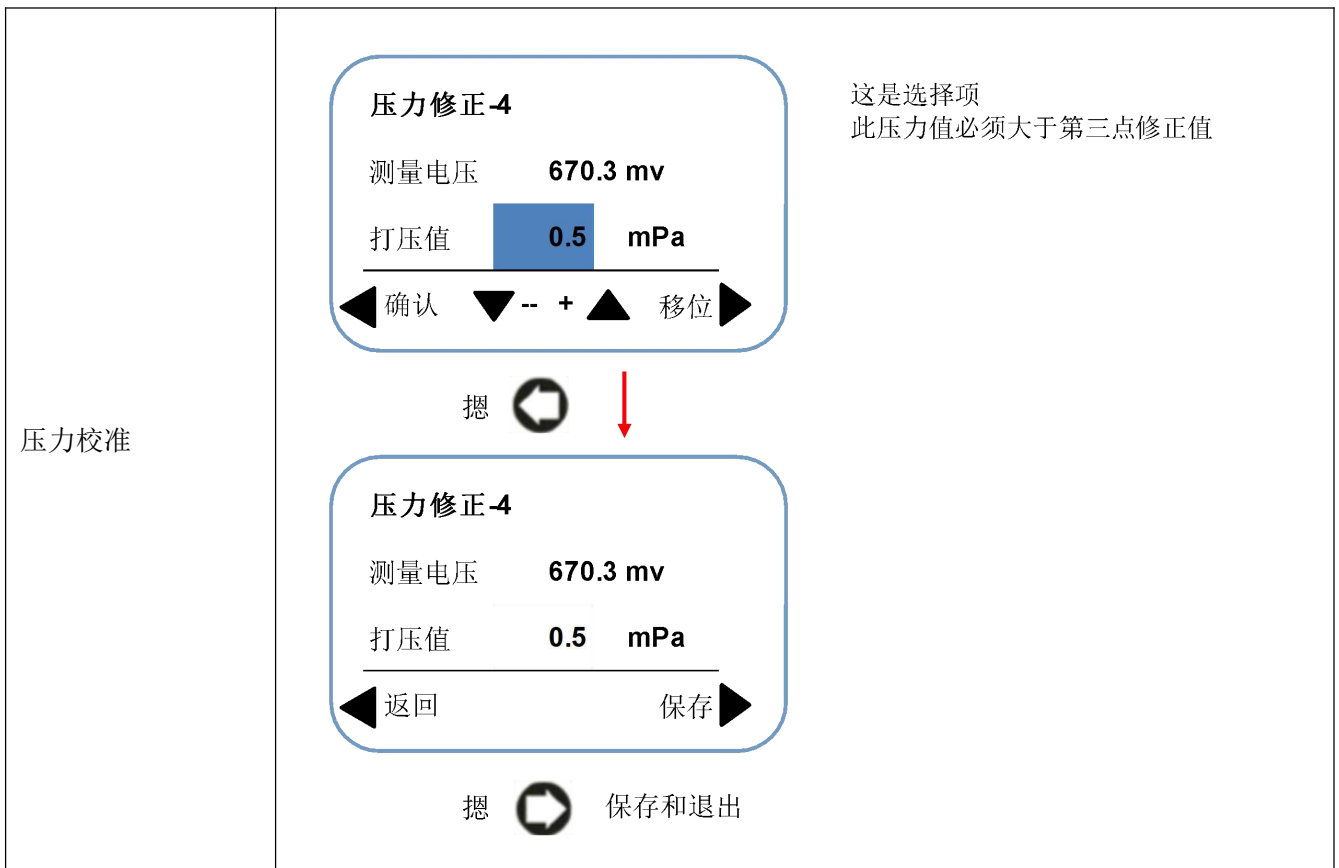 压力校准
压力修正-4
测量电压 670.3 mv
打压值 0.5 mPa
确认 -- + 移位
这是选择项
此压力值必须大于第三点修正值
摁
压力修正-4
测量电压 670.3 mv
打压值 0.5 mPa
返回 保存
摁 保存和退出